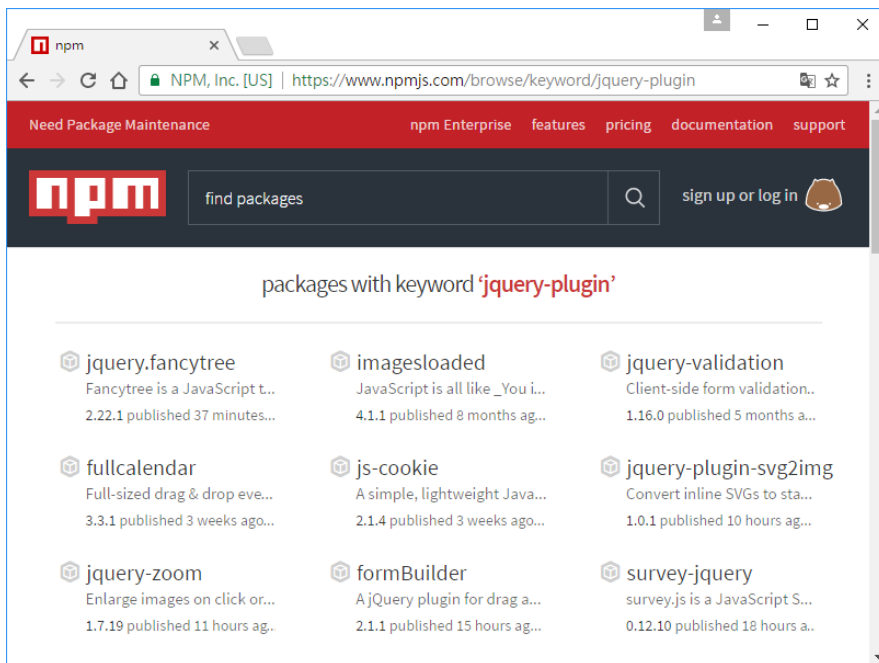 npm
NPM, Inc. [US] | https://www.npmjs.com/browse/keyword/jquery-plugin
Need Package Maintenance npm Enterprise features pricing documentation support
npm find packages sign up or log in
packages with keyword ‘jquery-plugin’
jquery.fancytree
Fancytree is a JavaScript t...
2.22.1 published 37 minutes...
imagesloaded
JavaScript is all like _You i...
4.1.1 published 8 months ag...
jquery-validation
Client-side form validation..
1.16.0 published 5 months a...
fullcalendar
Full-sized drag & drop eve...
3.3.1 published 3 weeks ago...
js-cookie
A simple, lightweight Java...
2.1.4 published 3 weeks ago...
jquery-plugin-svg2img
Convert inline SVGs to sta...
1.0.1 published 10 hours ag...
jquery-zoom
Enlarge images on click or...
1.7.19 published 11 hours ag..
formBuilder
A jQuery plugin for drag a...
2.1.1 published 15 hours ag...
survey-jquery
survey.js is a JavaScript S...
0.12.10 published 18 hours a..